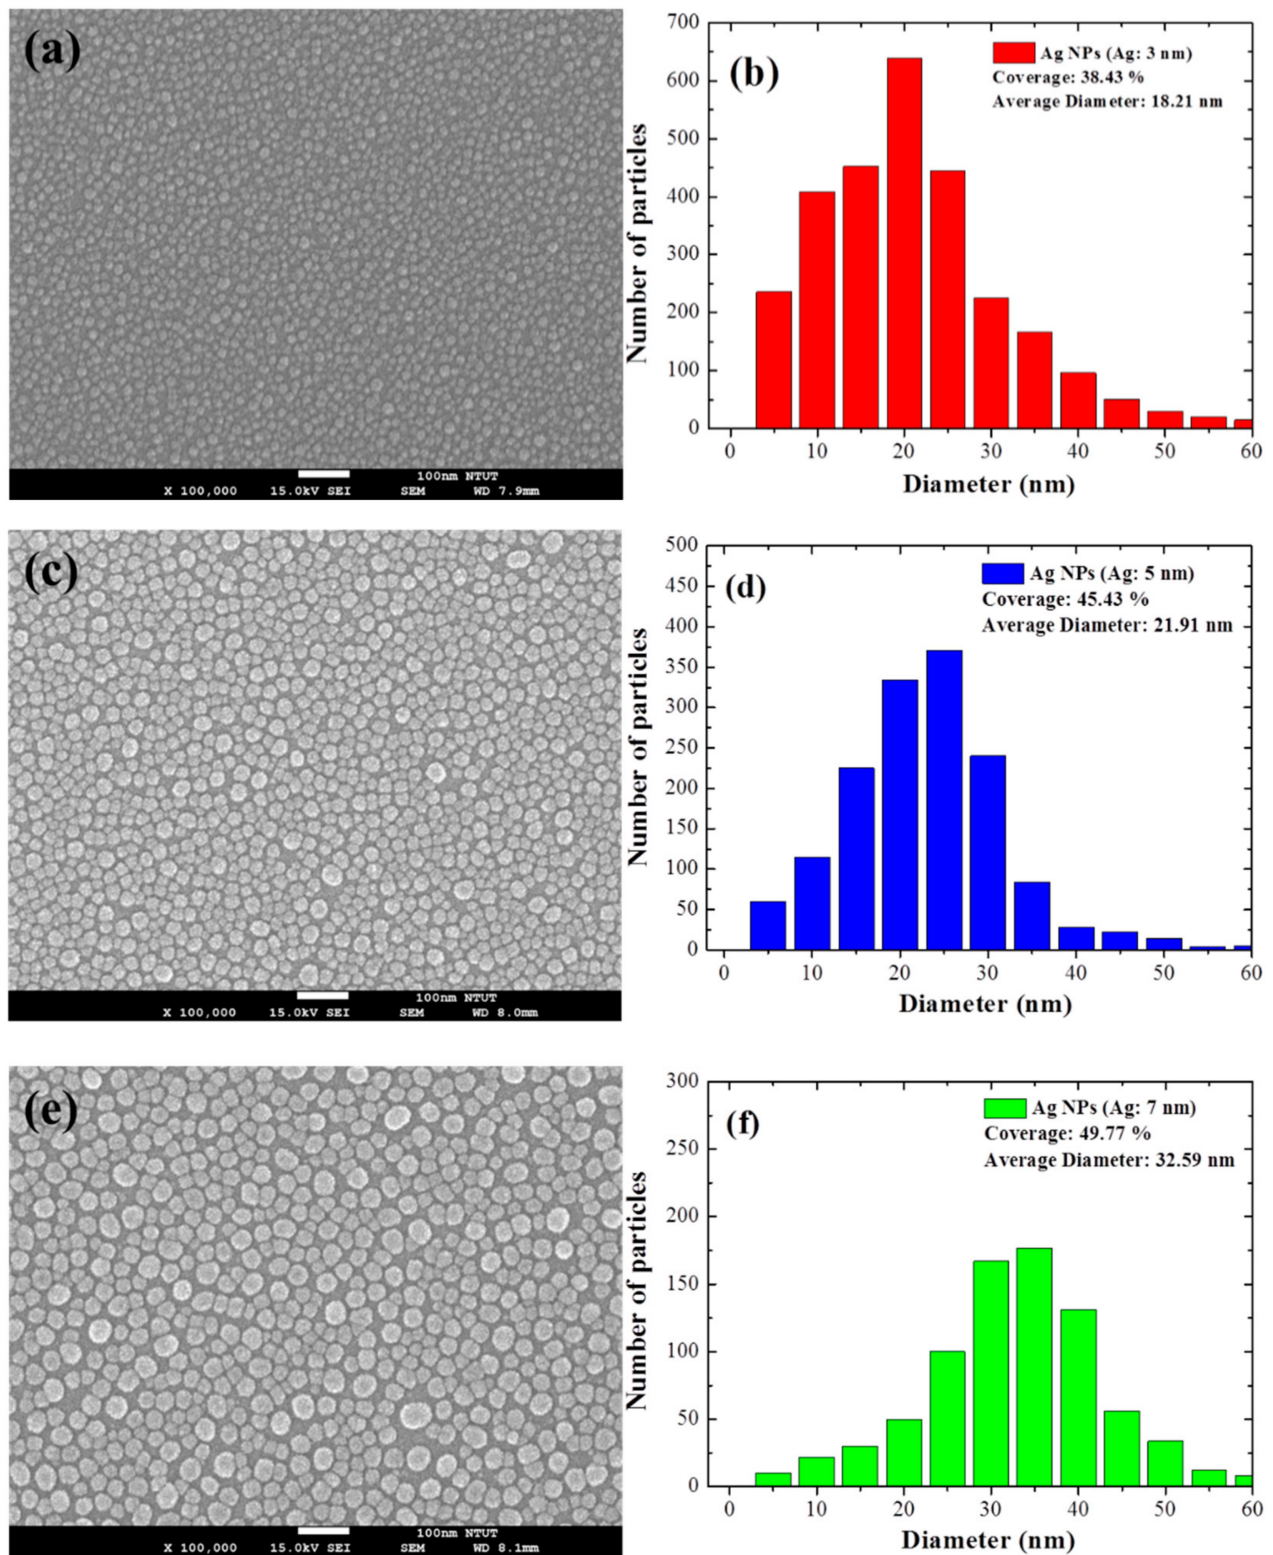 (a)
X 100,000 15.0kV SEI SEM 100nm NTUT WD 7.9mm
(b)
Ag NPs (Ag: 3 nm)
Coverage: 38.43 %
Average Diameter: 18.21 nm
Number of particles
700
600
500
400
300
200
100
0
0 10 20 30 40 50 60
Diameter (nm)
(c)
100nm NTUT
X 100,000 15.0kV SEI SEM WD 8.0mm
(d)
Ag NPs (Ag: 5 nm)
Coverage: 45.43 %
Average Diameter: 21.91 nm
Number of particles
500
450
400
350
300
250
200
150
100
50
0
0 10 20 30 40 50 60
Diameter (nm)
(e)
100nm NTUT
X 100,000 15.0kV SEI SEM WD 8.1mm
(f)
Ag NPs (Ag: 7 nm)
Coverage: 49.77 %
Average Diameter: 32.59 nm
Number of particles
300
250
200
150
100
50
0
0 10 20 30 40 50 60
Diameter (nm)